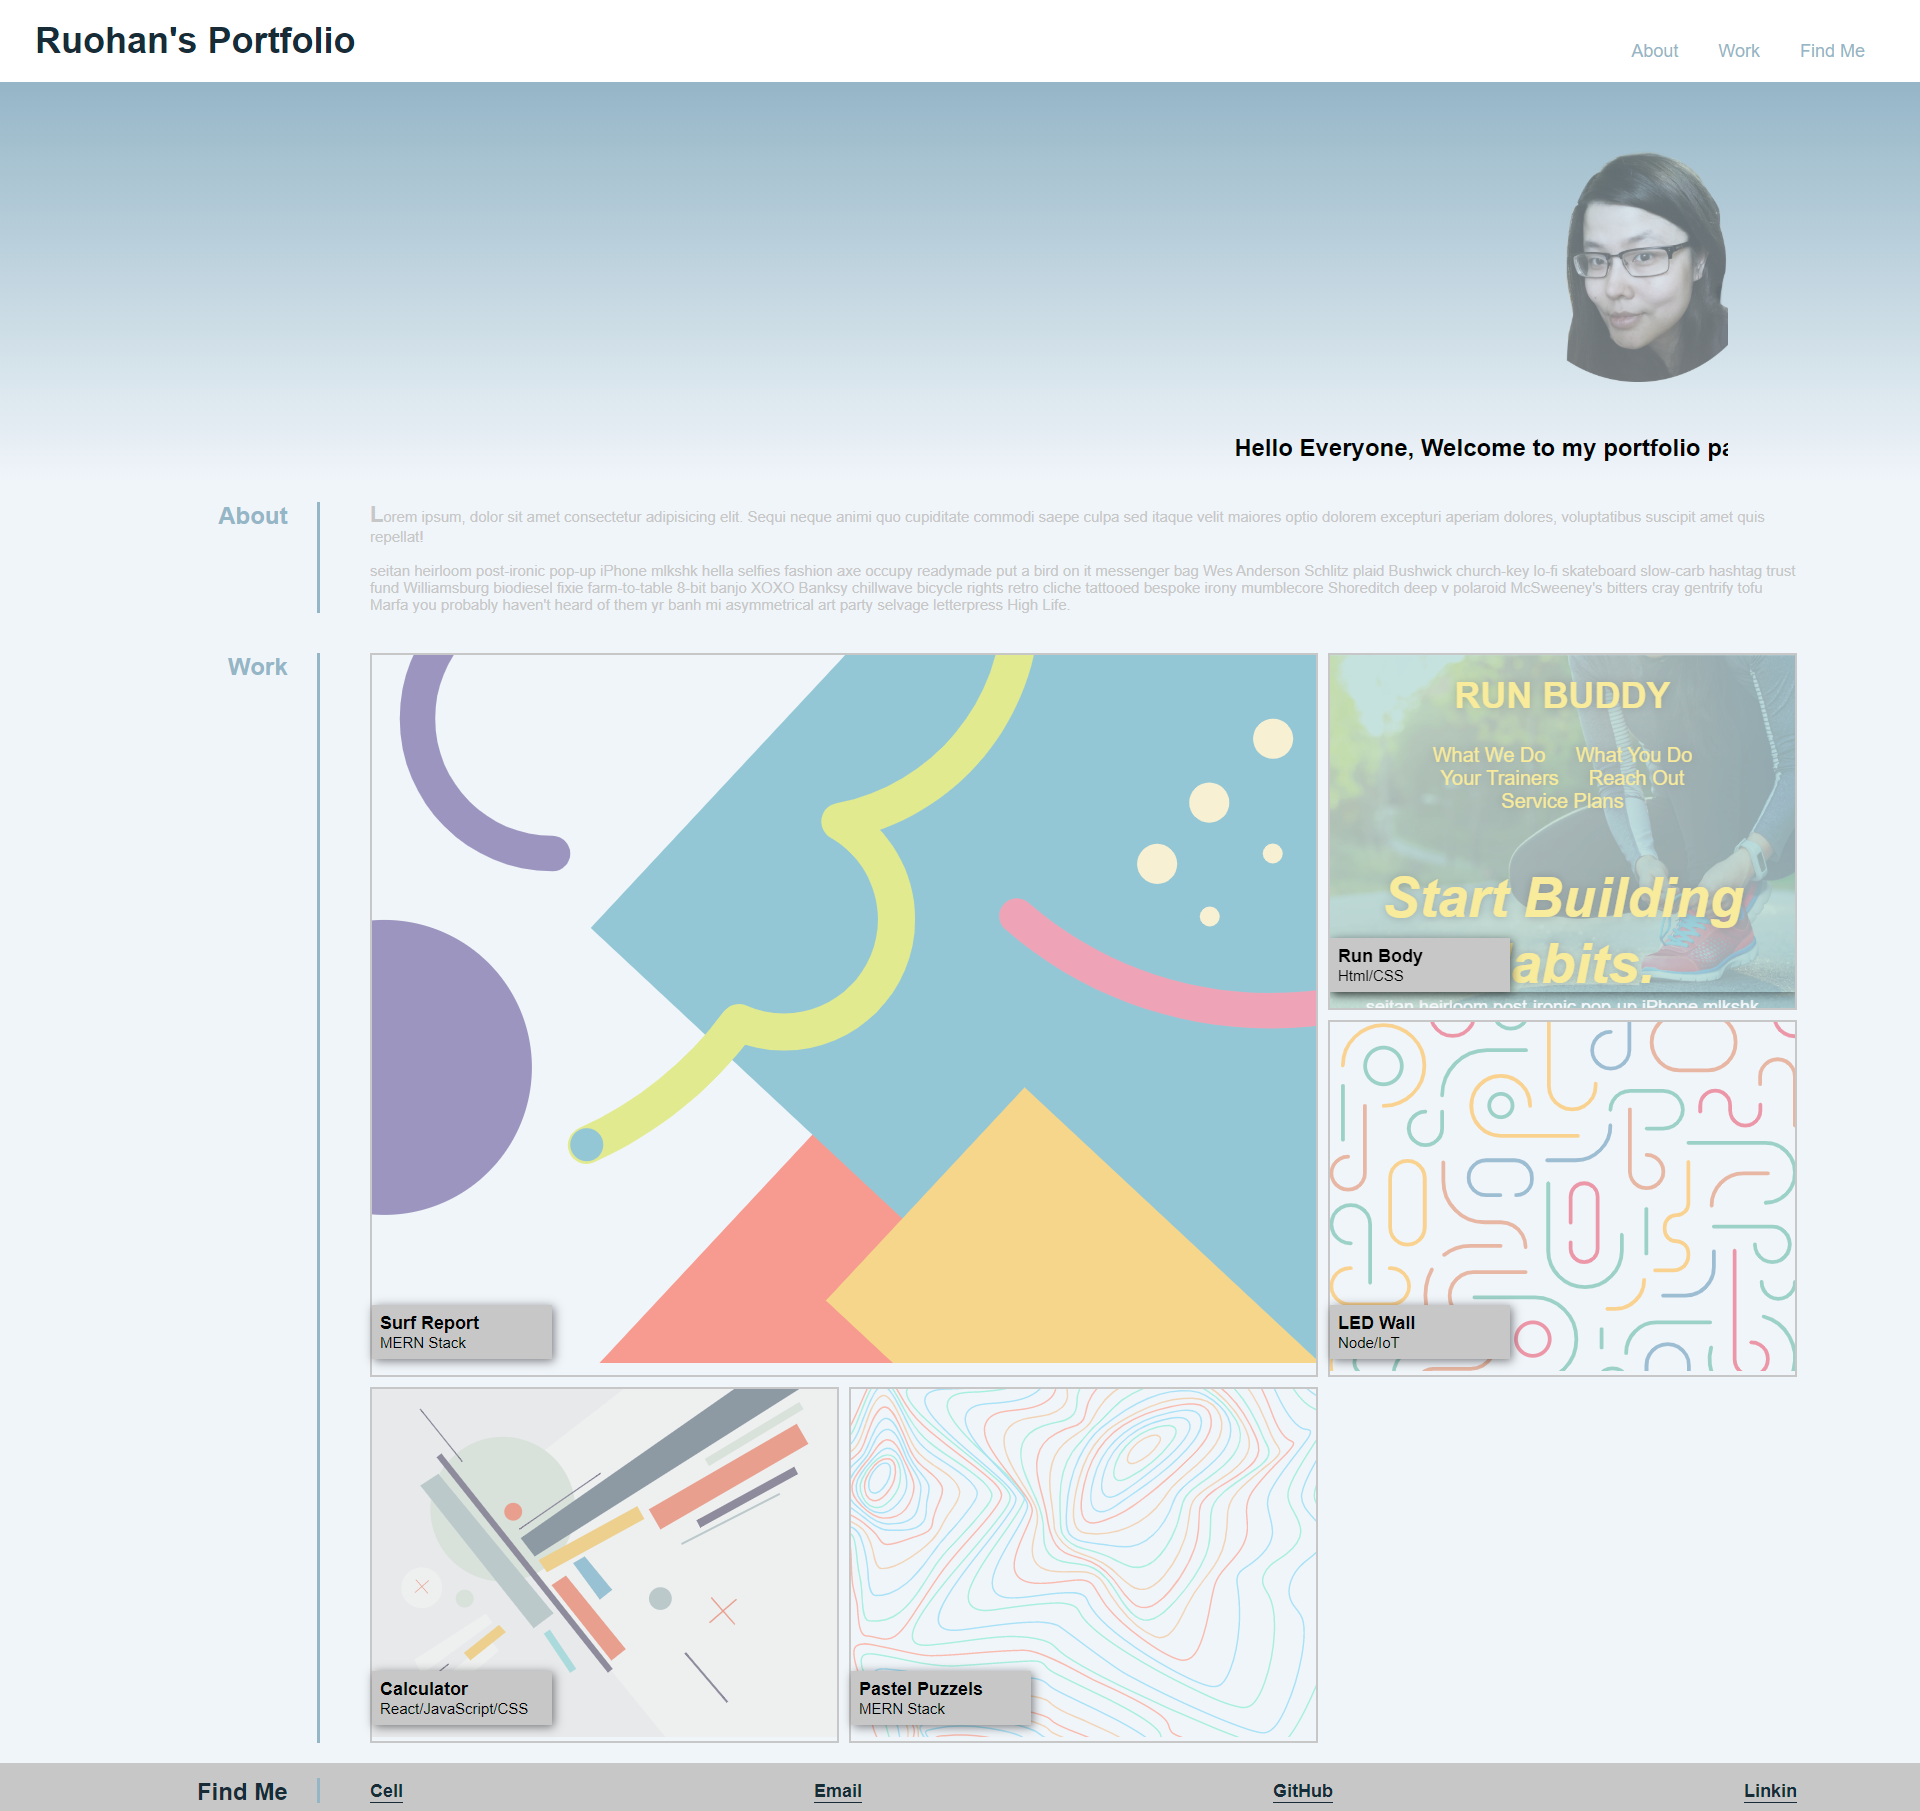 Ruohan's Portfolio
About Work Find Me
Hello Everyone, Welcome to my portfolio pa
About
Lorem ipsum, dolor sit amet consectetur adipisicing elit. Sequi neque animi quo cupiditate commodi saepe culpa sed itaque velit maiores optio dolorem excepturi aperiam dolores, voluptatibus suscipit amet quis
repellat!
seitan heirloom post-ironic pop-up iPhone mlkshk hella selfies fashion axe occupy readymade put a bird on it messenger bag Wes Anderson Schlitz plaid Bushwick church-key lo-fi skateboard slow-carb hashtag trust
fund Williamsburg biodiesel fixie farm-to-table 8-bit banjo XOXO Banksy chillwave bicycle rights retro cliche tattooed bespoke irony mumblecore Shoreditch deep v polaroid McSweeney's bitters cray gentrify tofu
Marfa you probably haven't heard of them yr banh mi asymmetrical art party selvage letterpress High Life.
Work
RUN BUDDY
What We Do What You Do
Your Trainers Reach Out
Service Plans
Start Building
abits.
Run Body
Html/CSS
seitan heirloom post-ironic pop-up iPhone mlkshk
Surf Report
MERN Stack
LED Wall
Node/IoT
Calculator
React/JavaScript/CSS
Pastel Puzzels
MERN Stack
Find Me
Cell
Email
GitHub
Linkin